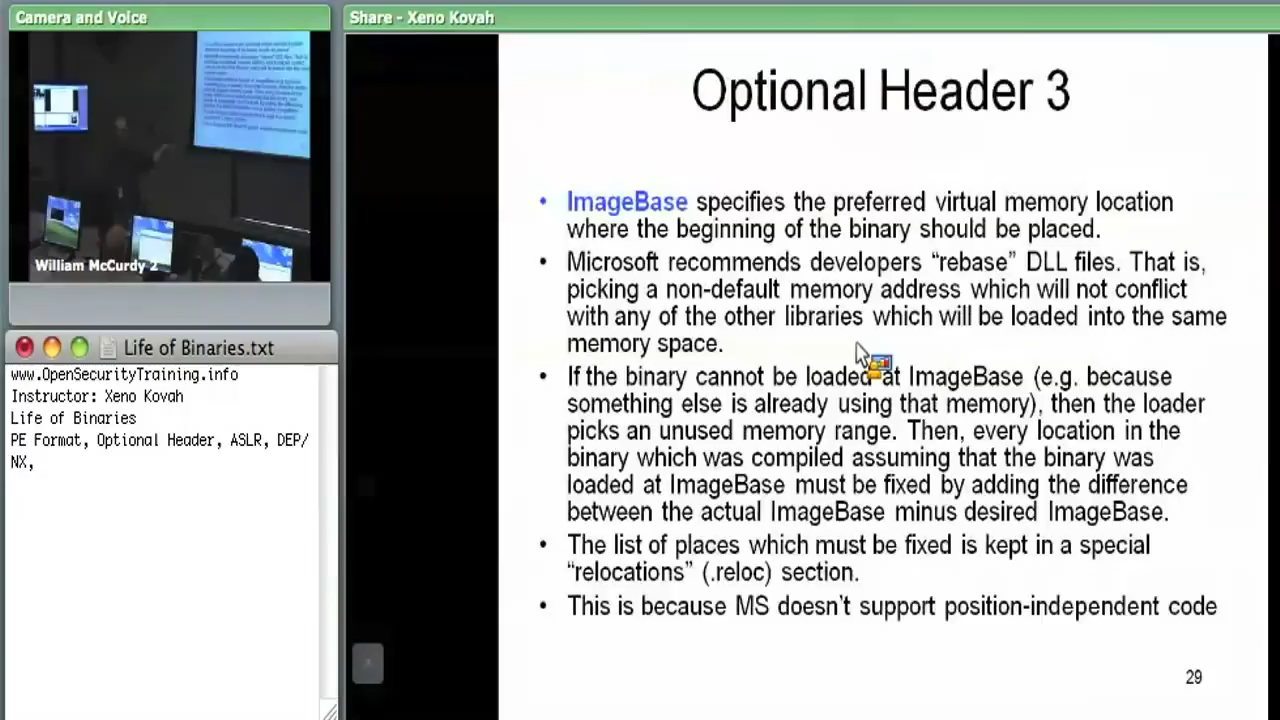 Camera and Voice
William McCurdy 2
Life of Binaries.txt
www.OpenSecurityTraining.info
Instructor: Xeno Kovah
Life of Binaries
PE Format, Optional Header, ASLR, DEP/
NX,
Share - Xeno Kovah
Optional Header 3
• ImageBase specifies the preferred virtual memory location
where the beginning of the binary should be placed.
• Microsoft recommends developers “rebase” DLL files. That is,
picking a non-default memory address which will not conflict
with any of the other libraries which will be loaded into the same
memory space.
• If the binary cannot be loaded at ImageBase (e.g. because
something else is already using that memory), then the loader
picks an unused memory range. Then, every location in the
binary which was compiled assuming that the binary was
loaded at ImageBase must be fixed by adding the difference
between the actual ImageBase minus desired ImageBase.
• The list of places which must be fixed is kept in a special
“relocations” (.reloc) section.
• This is because MS doesn’t support position-independent code
29